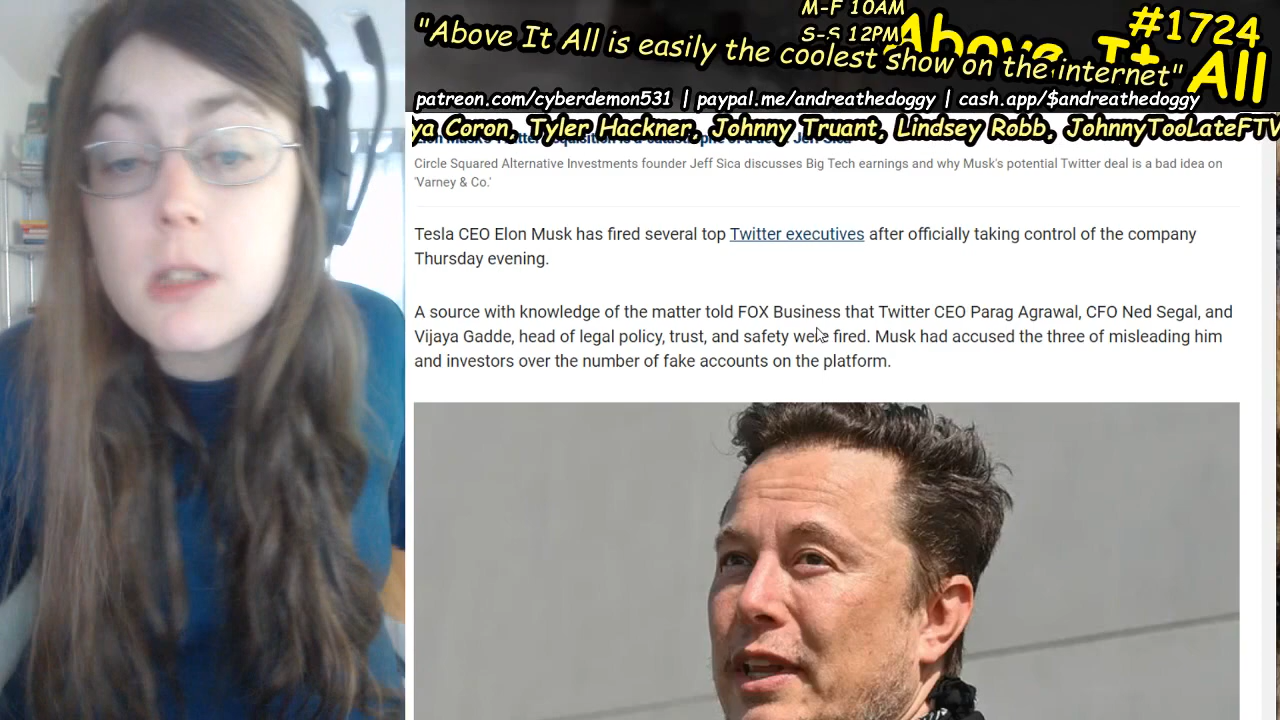 M-F 10AM
S-S 12PM
Above It All
#1724
"Above It All is easily the coolest show on the internet"
patreon.com/cyberdemon531 | paypal.me/andreathedoggy | cash.app/$andreathedoggy
ya Coron, Tyler Hackner, Johnny Truant, Lindsey Robb, JohnnyTooLateFTV
Circle Squared Alternative Investments founder Jeff Sica discusses Big Tech earnings and why Musk's potential Twitter deal is a bad idea on
'Varney & Co.'
Tesla CEO Elon Musk has fired several top Twitter executives after officially taking control of the company
Thursday evening.
A source with knowledge of the matter told FOX Business that Twitter CEO Parag Agrawal, CFO Ned Segal, and
Vijaya Gadde, head of legal policy, trust, and safety were fired. Musk had accused the three of misleading him
and investors over the number of fake accounts on the platform.